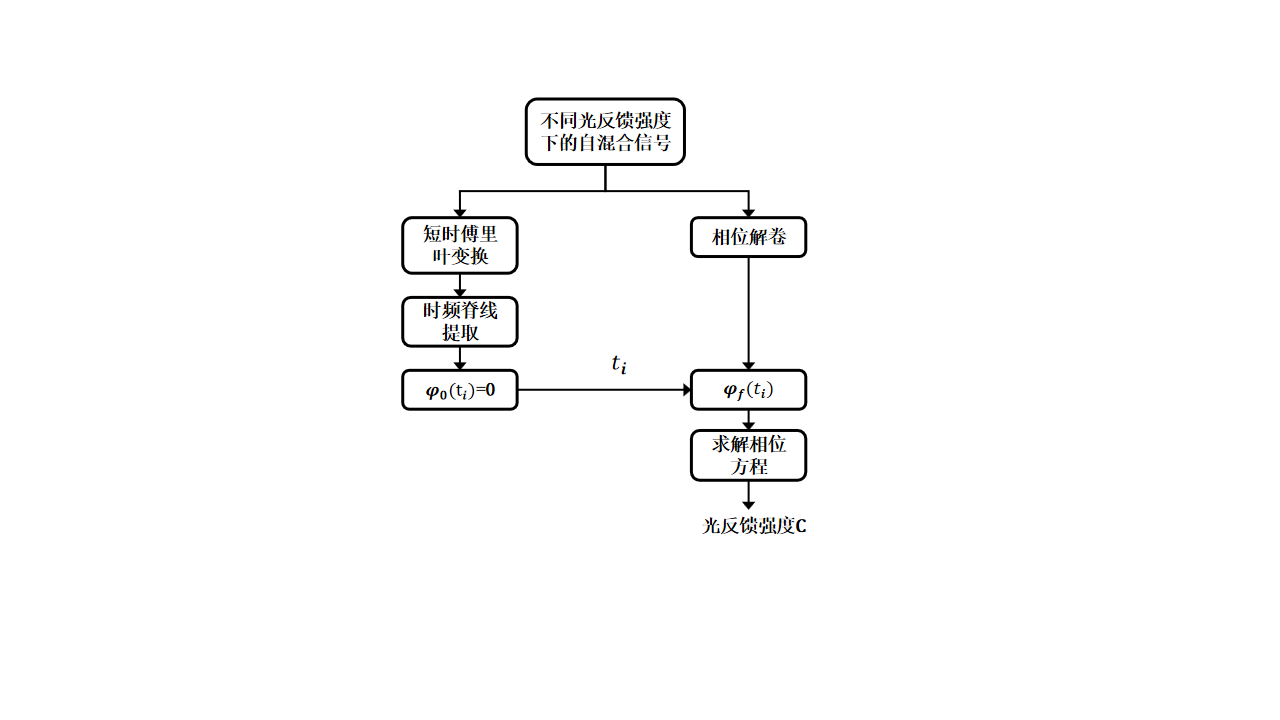 不同光反馈强度
下的自混合信号
短时傅里
叶变换
相位解卷
时频脊线
提取
t_i
φ_0(t_i)=0
φ_f(t_i)
求解相位
方程
光反馈强度C